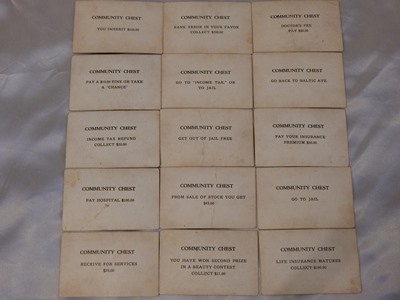 COMMUNITY CHEST
YOU INHERIT $100.00
COMMUNITY CHEST
BANK ERROR IN YOUR FAVOR
COLLECT $200.00
COMMUNITY CHEST
DOCTOR'S FEE
PAY $50.00
COMMUNITY CHEST
PAY A $10.00 FINE OR TAKE
A "CHANCE"
COMMUNITY CHEST
GO TO "INCOME TAX," OR
TO JAIL
COMMUNITY CHEST
GO BACK TO BALTIC AVE.
COMMUNITY CHEST
INCOME TAX REFUND
COLLECT $20.00
COMMUNITY CHEST
GET OUT OF JAIL FREE
COMMUNITY CHEST
PAY YOUR INSURANCE
PREMIUM $50.00
COMMUNITY CHEST
PAY HOSPITAL $100.00
COMMUNITY CHEST
FROM SALE OF STOCK YOU GET
COMMUNITY CHEST
GO TO JAIL
COMMUNITY CHEST
RECEIVE FOR SERVICES
$25.00
COMMUNITY CHEST
YOU HAVE WON SECOND PRIZE
IN A BEAUTY CONTEST
COLLECT $11.00
COMMUNITY CHEST
LIFE INSURANCE MATURES
COLLECT $100.00